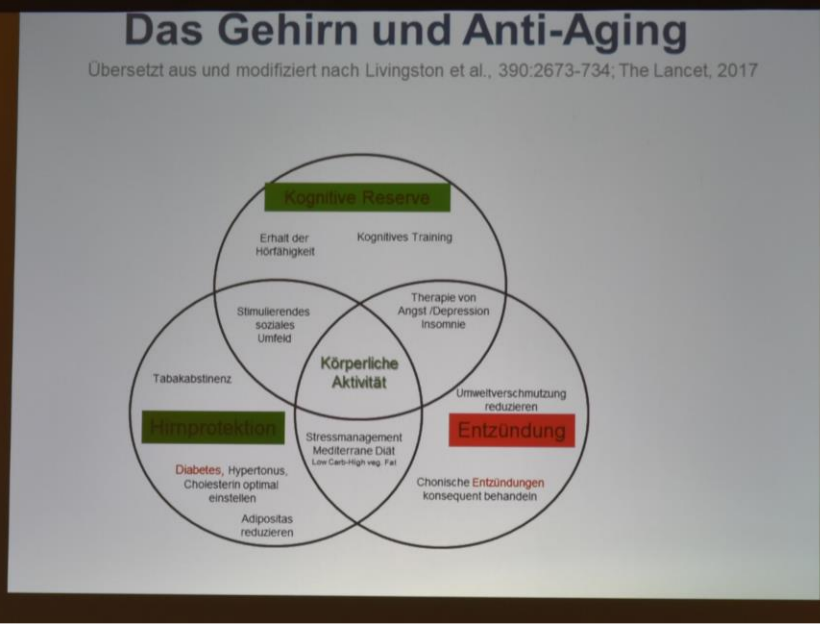 Das Gehirn und Anti-Aging
Übersetzt aus und modifiziert nach Livingston et al., 390:2673-734; The Lancet, 2017
Kognitive Reserve
Erhalt der
Hörfähigkeit
Kognitives Training
Stimulierendes
soziales
Umfeld
Therapie von
Angst /Depression
Insomnie
Körperliche
Aktivität
Tabakabstinenz
Umweltverschmutzung
reduzieren
Hirnprotektion
Entzündung
Stressmanagement
Mediterrane Diät
Low Carb-High veg. Fat
Diabetes, Hypertonus,
Cholesterin optimal
einstellen
Chonische Entzündungen
konsequent behandeln
Adipositas
reduzieren